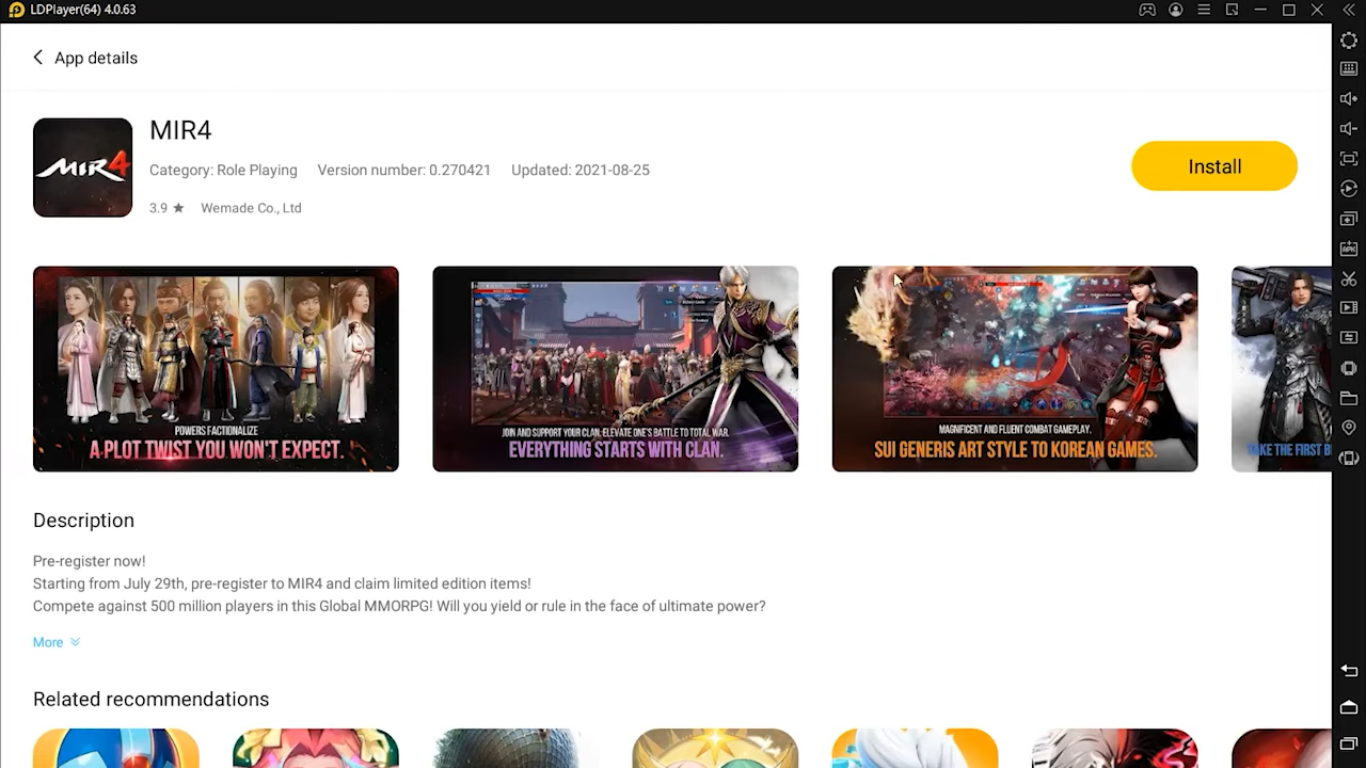 LDPlayer(64) 4.0.63
App details
MIR4
MIR4
Category: Role Playing Version number: 0.270421 Updated: 2021-08-25
Install
3.9 ★ Wemade Co., Ltd
POWERS FACTIONALIZE
A PLOT TWIST YOU WON'T EXPECT.
JOIN AND SUPPORT YOUR CLAN, ELEVATE ONE'S BATTLE TO TOTAL WAR.
EVERYTHING STARTS WITH CLAN.
MAGNIFICENT AND FLUENT COMBAT GAMEPLAY.
SUI GENERIS ART STYLE TO KOREAN GAMES.
TAKE THE FIRST B
Description
Pre-register now!
Starting from July 29th, pre-register to MIR4 and claim limited edition items!
Compete against 500 million players in this Global MMORPG! Will you yield or rule in the face of ultimate power?
More
Related recommendations